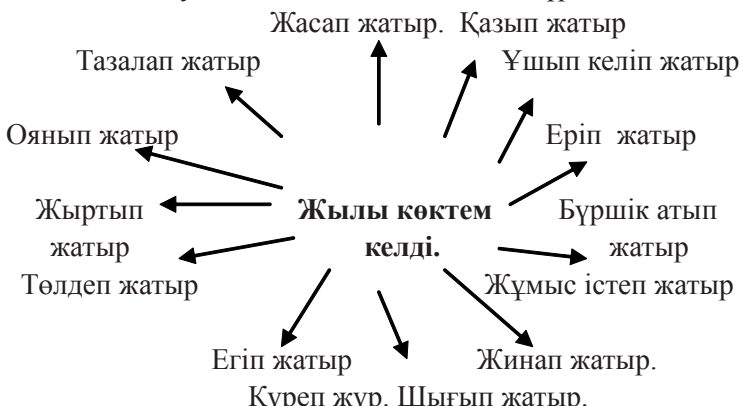 Жасап жатыр. Қазып жатыр
Тазалап жатыр Ұшып келіп жатыр
Оянып жатыр Еріп жатыр
Жыртып жатыр
Жылы көктем келді.
Бүршік атып жатыр
Төлдеп жатыр Жұмыс істеп жатыр
Егіп жатыр Жинап жатыр.
Күреп жүр. Шығып жатыр.